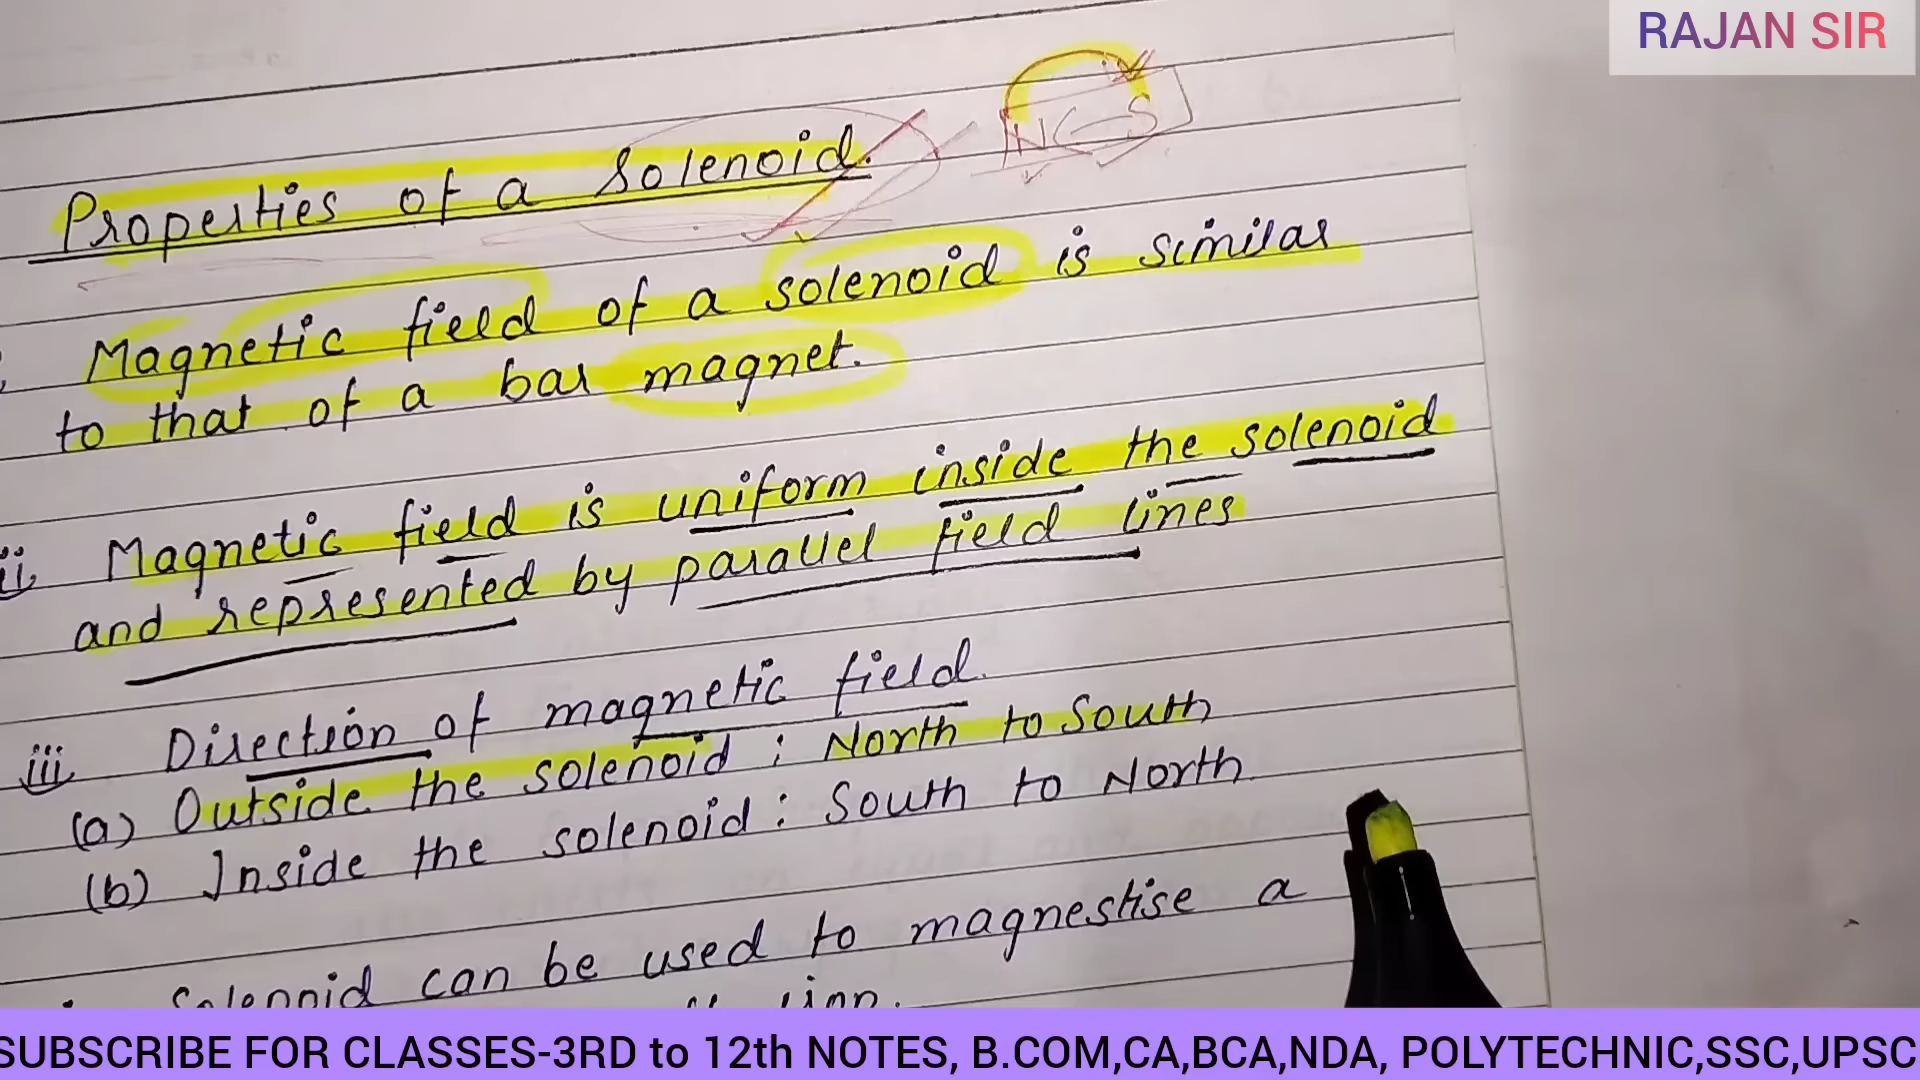 RAJAN SIR
N S
Properties of a Solenoid.
Magnetic field of a solenoid is similar
to that of a bar magnet.
ii, Magnetic field is uniform inside the solenoid
and represented by parallel field lines
iii, Direction of magnetic field.
(a) Outside the solenoid : North to South
(b) Inside the solenoid : South to North
Solenoid can be used to magnestise a
SUBSCRIBE FOR CLASSES-3RD to 12th NOTES, B.COM,CA,BCA,NDA, POLYTECHNIC,SSC,UPSC